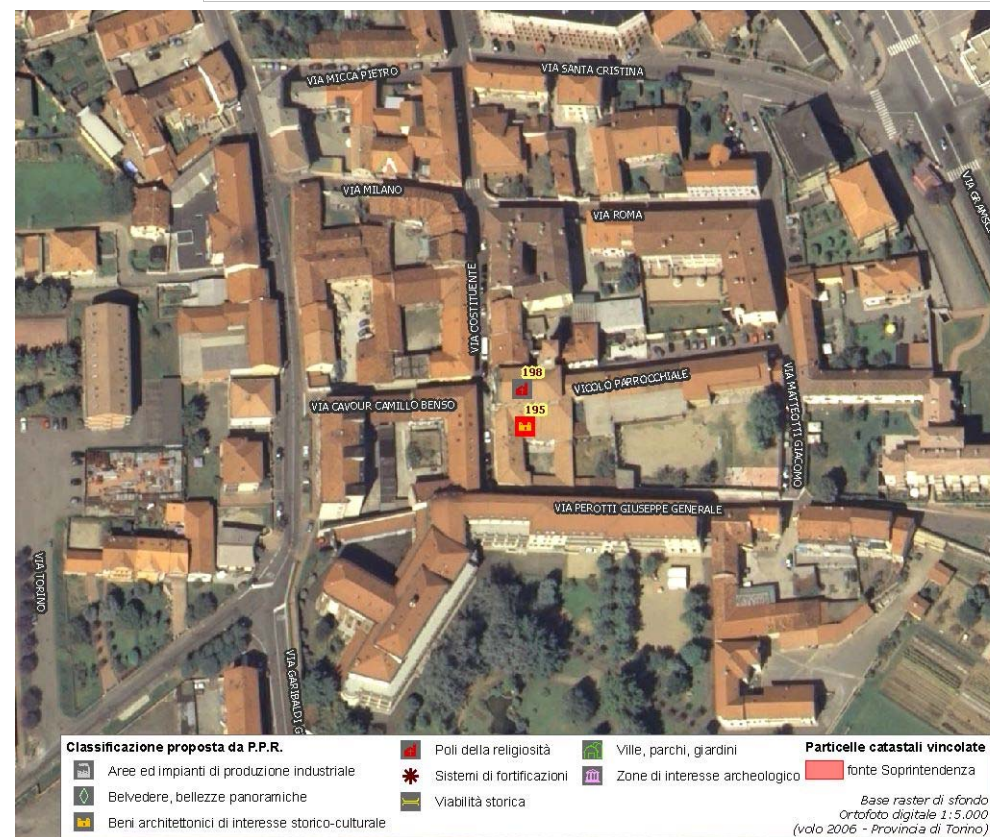 VIA MICCA PIETRO
VIA SANTA CRISTINA
VIA MILANO
VIA ROMA
VIA COSTITUENTE
198
VICOLO PARROCCHIALE
195
VIA CAVOUR CAMILLO BENSO
VIA MATTEOTTI GIACOMO
VIA PEROTTI GIUSEPPE GENERALE
VIA TORINO
VIA GARIBALDI G
Classificazione proposta da P.P.R.
Aree ed impianti di produzione industriale
Belvedere, bellezze panoramiche
Beni architettonici di interesse storico-culturale
Poli della religiosità
Sistemi di fortificazioni
Viabilità storica
Ville, parchi, giardini
Zone di interesse archeologico
Particelle catastali vincolate
fonte Soprintendenza
Base raster di sfondo
Ortofoto digitale 1:5.000
(volo 2006 - Provincia di Torino)